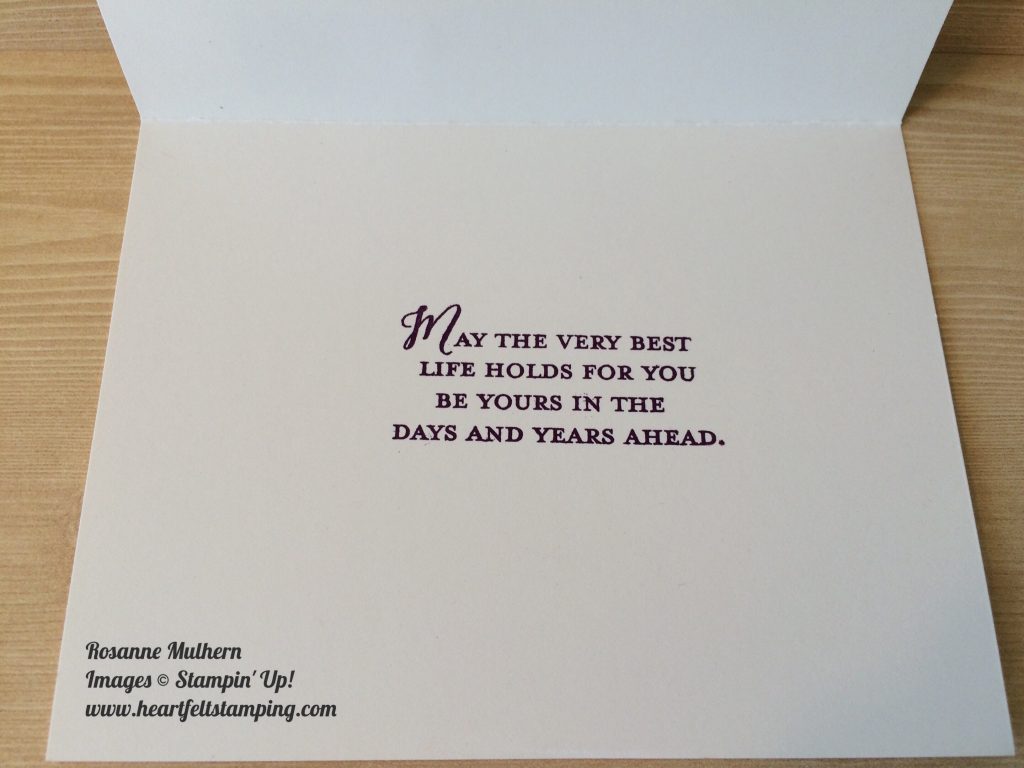 May the very best
life holds for you
be yours in the
days and years ahead.
Rosanne Mulhern
Images © Stampin' Up!
www.heartfeltstamping.com